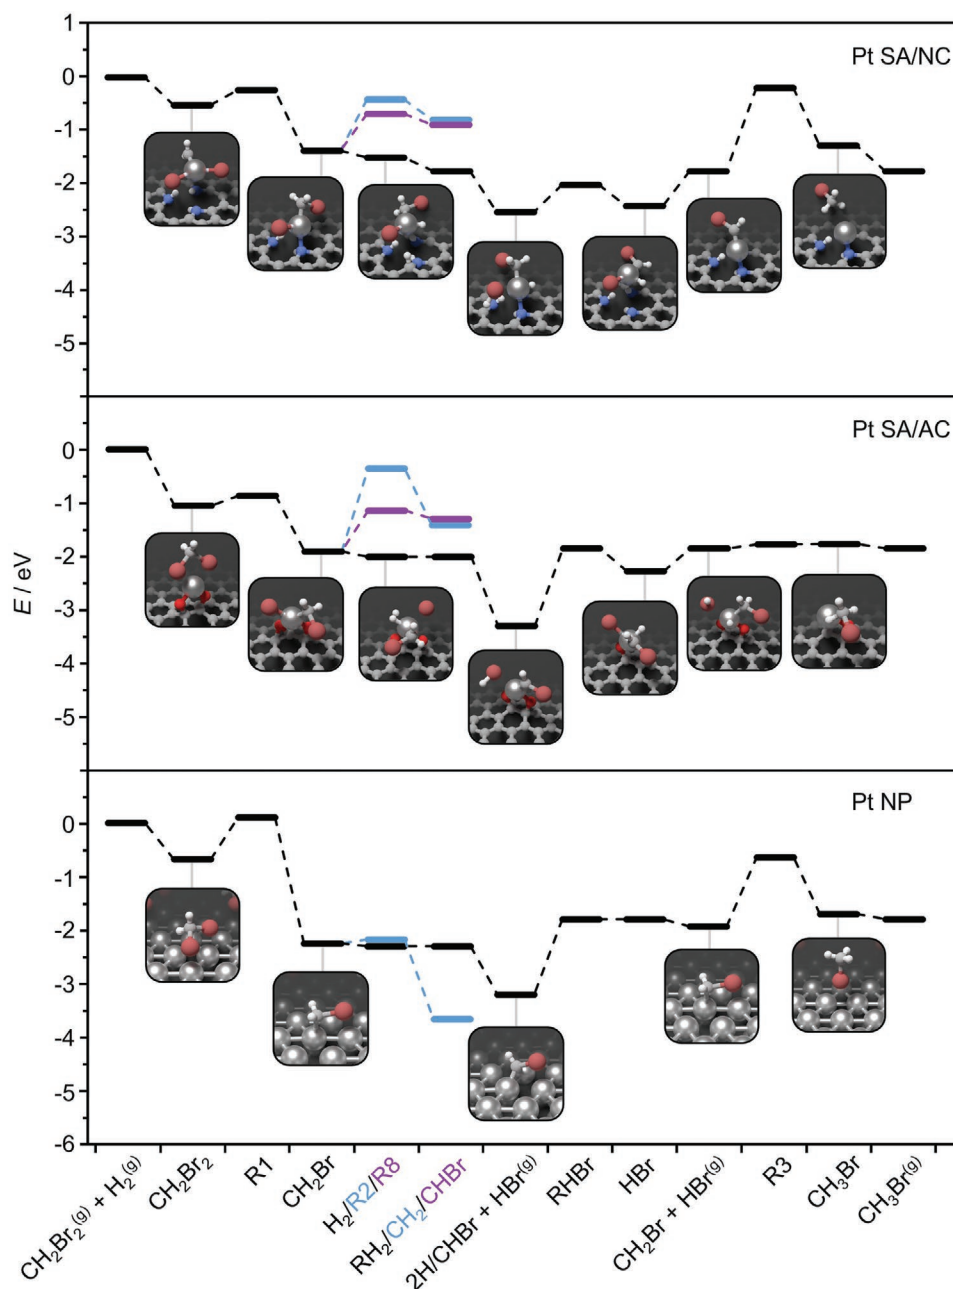 1
0
-1
-2
-3
-4
-5
Pt SA/NC
0
-1
-2
-3
-4
-5
Pt SA/AC
E / eV
0
-1
-2
-3
-4
-5
-6
Pt NP
CH₂Br₂(g) + H₂(g)
CH₂Br₂
R1
CH₂Br
H₂/R2/R8
RH₂/CH₂/CHBr
2H/CHBr + HBr(g)
RHBr
HBr
CH₂Br + HBr(g)
R3
CH₃Br
CH₃Br(g)